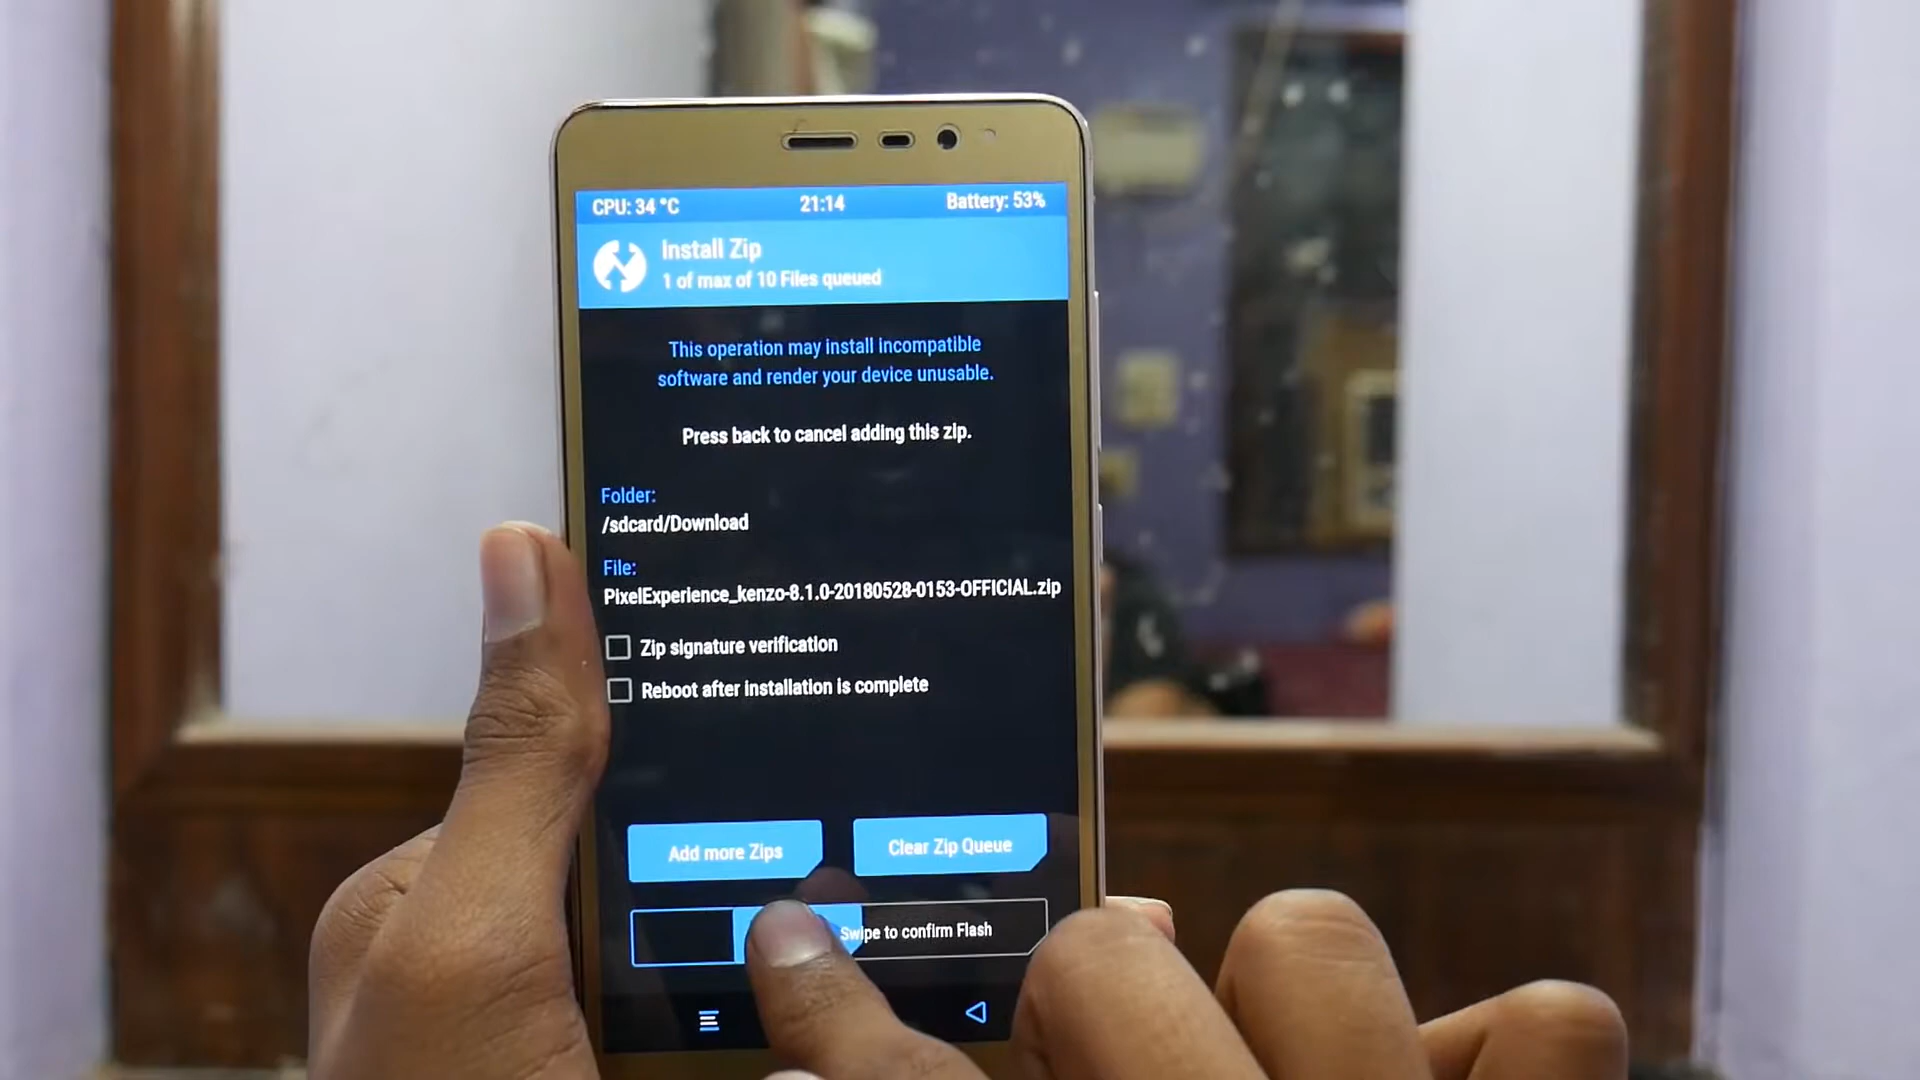 CPU: 34 °C 21:14 Battery: 53%
Install Zip
1 of max of 10 Files queued
This operation may install incompatible
software and render your device unusable.
Press back to cancel adding this zip.
Folder:
/sdcard/Download
File:
PixelExperience_kenzo-8.1.0-20180528-0153-OFFICIAL.zip
Zip signature verification
Reboot after installation is complete
Add more Zips Clear Zip Queue
Swipe to confirm Flash